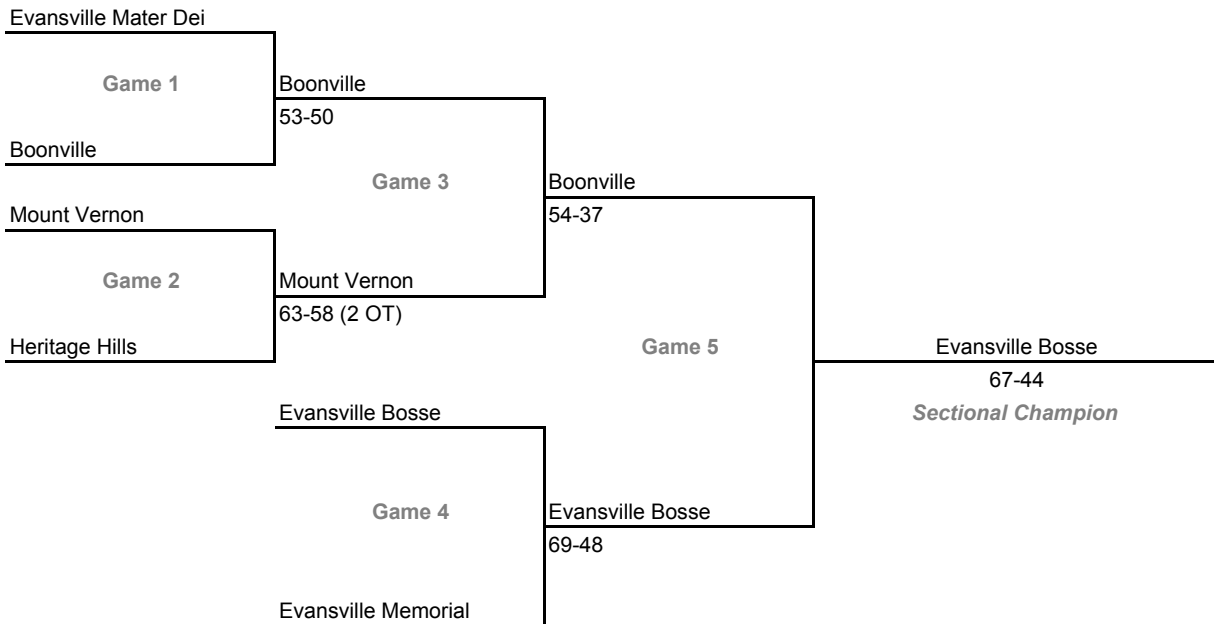 Evansville Mater Dei
Game 1
Boonville
53-50
Boonville
Game 3
Boonville
54-37
Mount Vernon
Game 2
Mount Vernon
63-58 (2 OT)
Heritage Hills
Game 5
Evansville Bosse
67-44
Sectional Champion
Evansville Bosse
Game 4
Evansville Bosse
69-48
Evansville Memorial